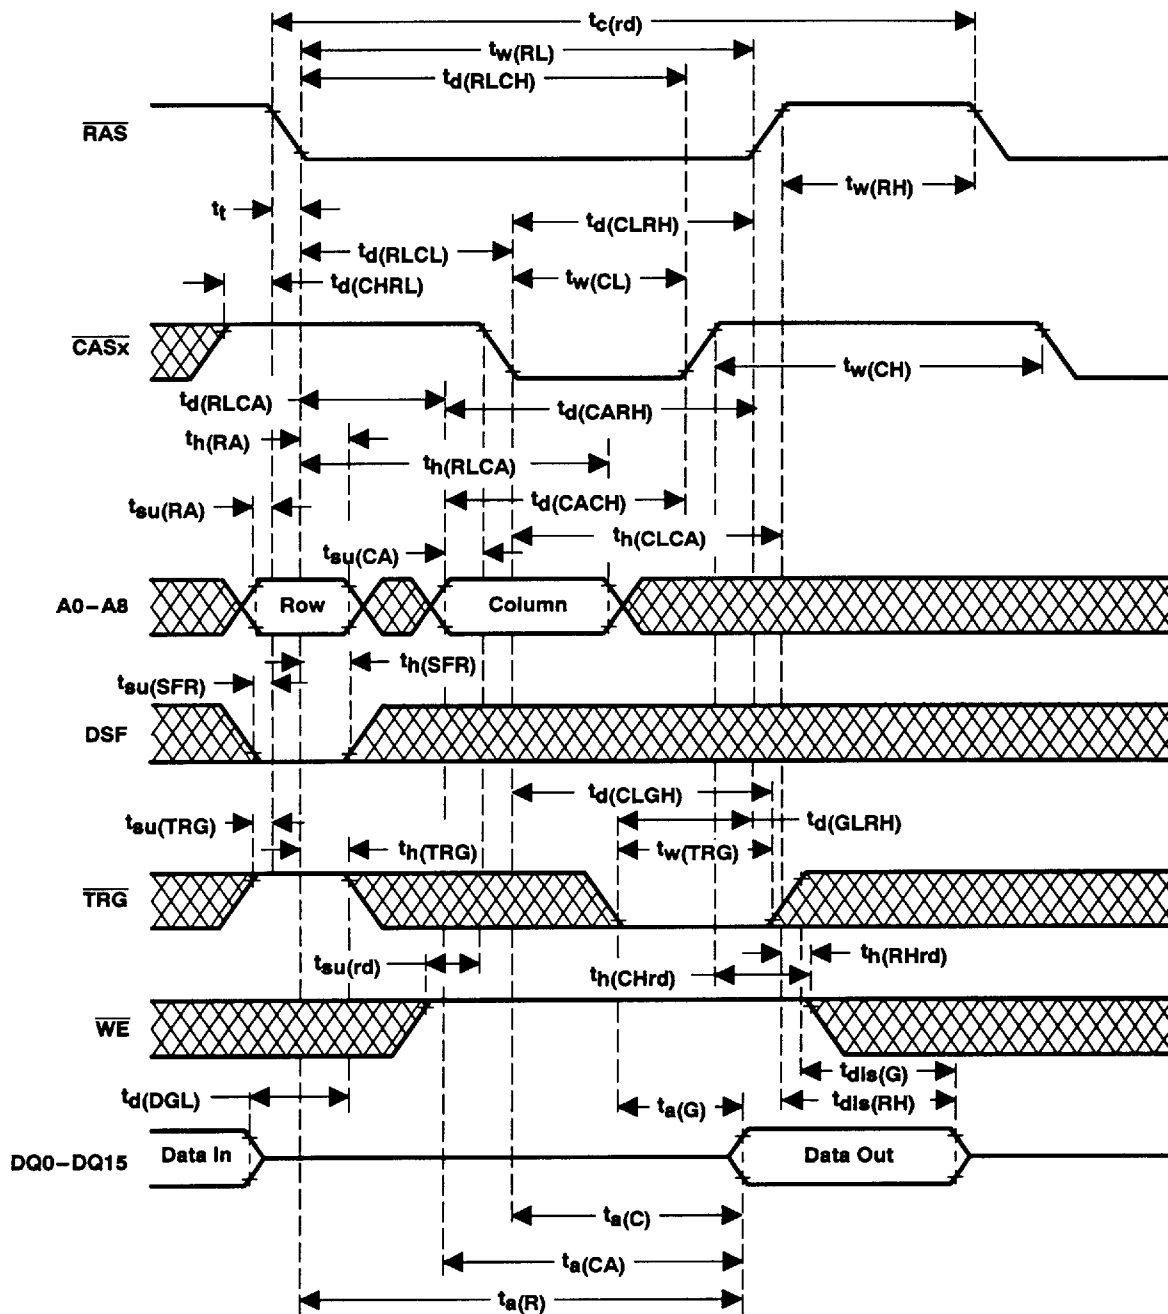 tc(rd)
tw(RL)
td(RLCH)
RAS
tw(RH)
tt
td(CLRH)
td(RLCL)
td(CHRL)
tw(CL)
CASx
tw(CH)
td(RLCA)
td(CARH)
th(RA)
th(RLCA)
tsu(RA)
td(CACH)
th(CLCA)
tsu(CA)
A0–A8
Row
Column
th(SFR)
tsu(SFR)
DSF
td(CLGH)
tsu(TRG)
td(GLRH)
th(TRG)
tw(TRG)
TRG
th(RHrd)
tsu(rd)
th(CHrd)
WE
tdis(G)
td(DGL)
ta(G)
tdis(RH)
DQ0–DQ15
Data In
Data Out
ta(C)
ta(CA)
ta(R)